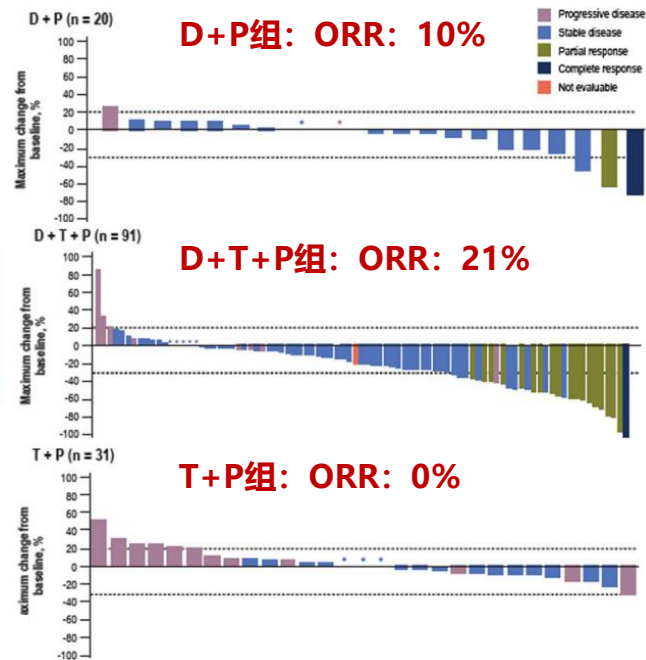 D + P (n = 20)
D+P组：ORR：10%
Progressive disease
Stable disease
Partial response
Complete response
Not evaluable
Maximum change from
baseline, %
100
80
60
40
20
0
-20
-40
-60
-80
-100
D + T + P (n = 91)
D+T+P组：ORR：21%
Maximum change from
baseline, %
100
80
60
40
20
0
-20
-40
-60
-80
-100
T + P (n = 31)
T+P组：ORR：0%
aximum change from
baseline, %
100
80
60
40
20
0
-20
-40
-60
-80
-100